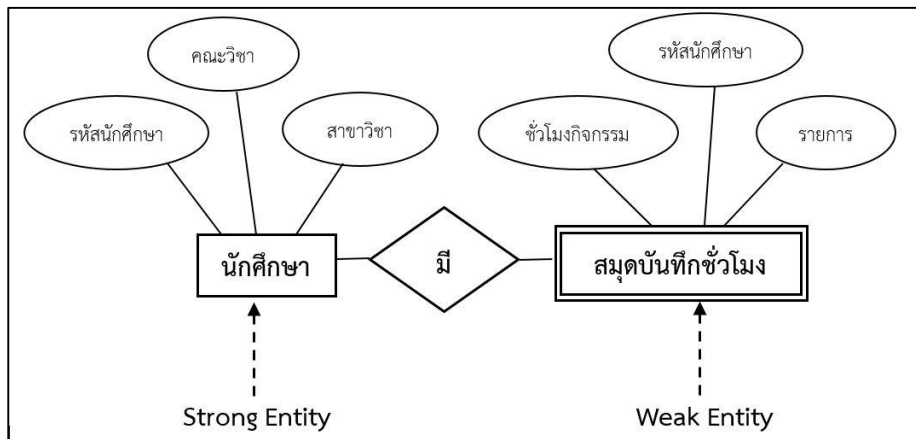 คณะวิชา
รหัสนักศึกษา
สาขาวิชา
รหัสนักศึกษา
ชั่วโมงกิจกรรม
รายการ
นักศึกษา
มี
สมุดบันทึกชั่วโมง
Strong Entity
Weak Entity